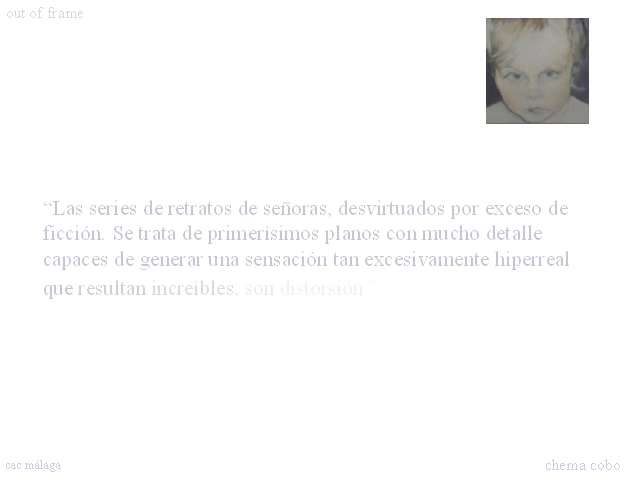 out of frame
“Las series de retratos de señoras, desvirtuados por exceso de
ficción. Se trata de primerísimos planos con mucho detalle
capaces de generar una sensación tan excesivamente hiperreal
que resultan increibles, son distorsión.”
cac málaga
chema cobo